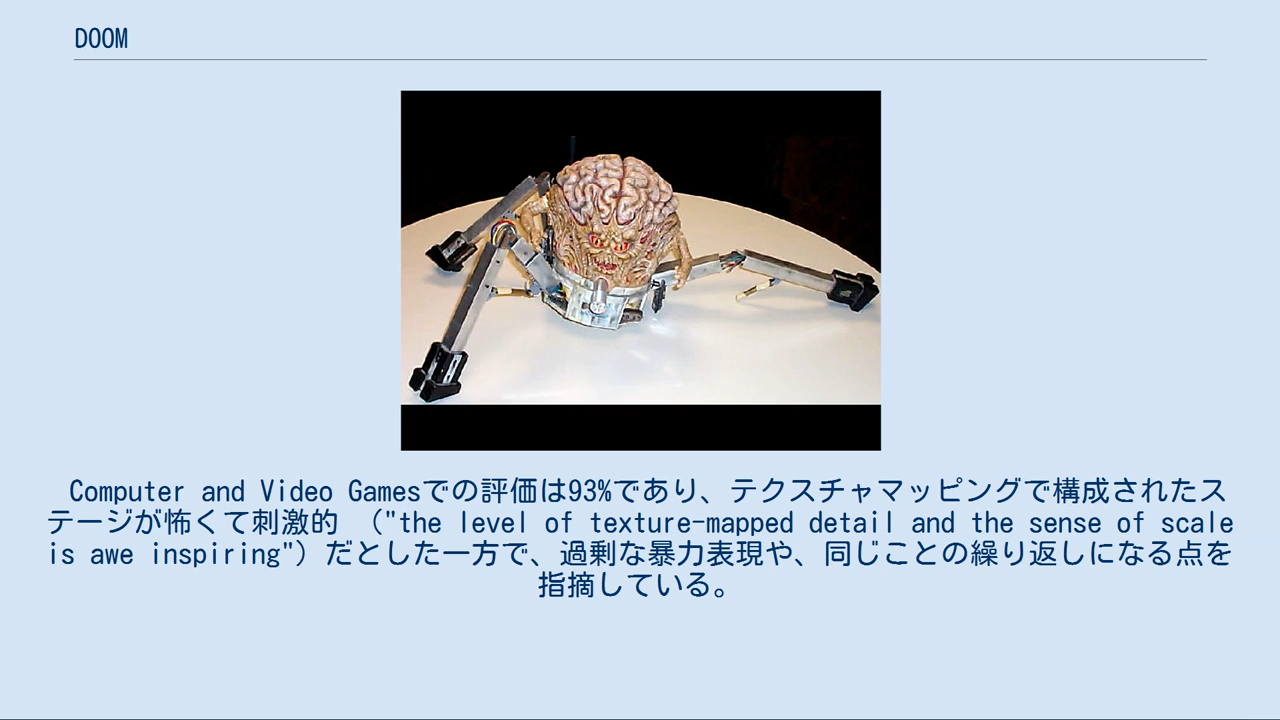 DOOM
Computer and Video Gamesでの評価は93%であり、テクスチャマッピングで構成されたス
テージが怖くて刺激的 （"the level of texture-mapped detail and the sense of scale
is awe inspiring"）だとした一方で、過剰な暴力表現や、同じことの繰り返しになる点を
指摘している。